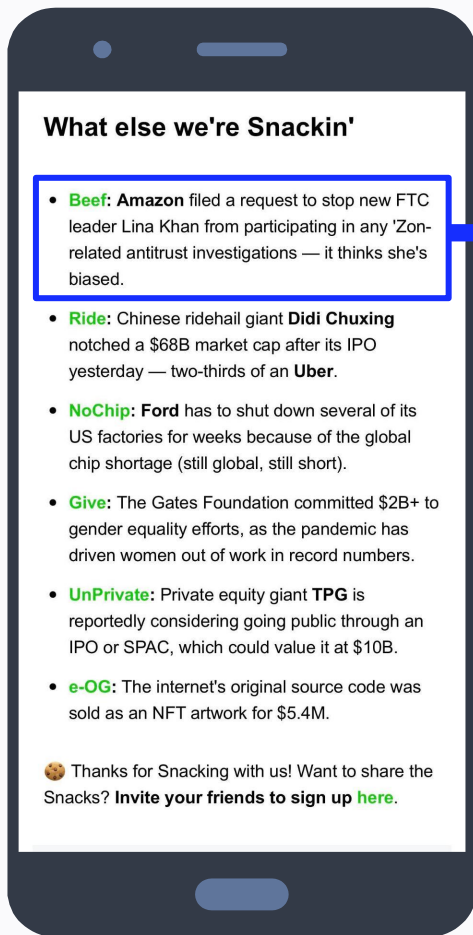 What else we're Snackin'
• Beef: Amazon filed a request to stop new FTC
leader Lina Khan from participating in any 'Zon-
related antitrust investigations — it thinks she's
biased.
• Ride: Chinese ridehail giant Didi Chuxing
notched a $68B market cap after its IPO
yesterday — two-thirds of an Uber.
• NoChip: Ford has to shut down several of its
US factories for weeks because of the global
chip shortage (still global, still short).
• Give: The Gates Foundation committed $2B+ to
gender equality efforts, as the pandemic has
driven women out of work in record numbers.
• UnPrivate: Private equity giant TPG is
reportedly considering going public through an
IPO or SPAC, which could value it at $10B.
• e-OG: The internet's original source code was
sold as an NFT artwork for $5.4M.
🍪 Thanks for Snacking with us! Want to share the
Snacks? Invite your friends to sign up here.